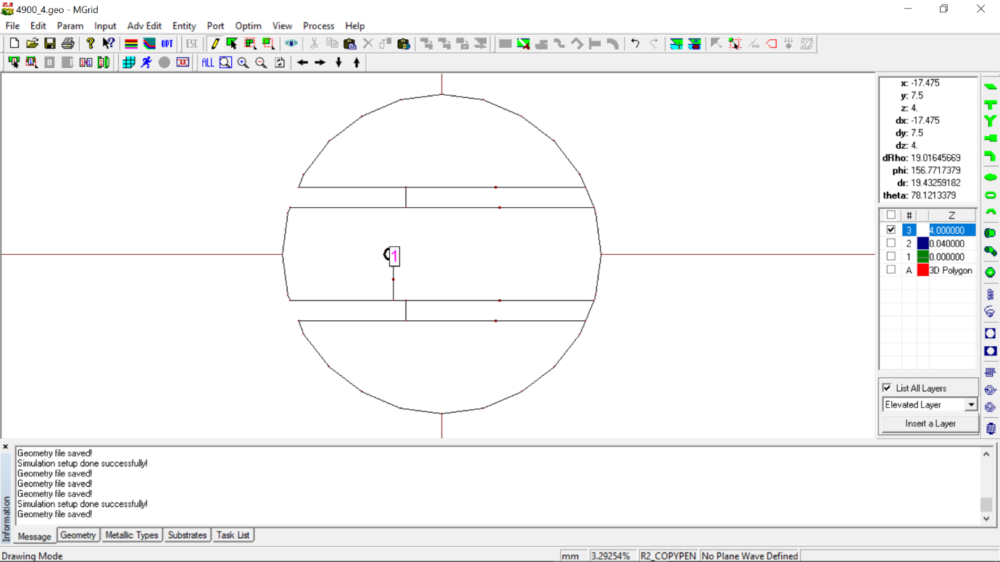 4900_4.geo - MGrid
File Edit Param Input Adv Edit Entity Port Optim View Process Help
OPT ESC
ALL
x: -17.475
y: 7.5
z: 4.
dx: -17.475
dy: 7.5
dz: 4.
dRho: 19.01645669
phi: 156.7717379
dr: 19.43259182
theta: 78.1213379
# Z
3 4.000000
2 0.040000
1 0.000000
A 3D Polygon
1
List All Layers
Elevated Layer
Insert a Layer
Geometry file saved!
Simulation setup done successfully!
Geometry file saved!
Geometry file saved!
Geometry file saved!
Simulation setup done successfully!
Geometry file saved!
Information
Message Geometry Metallic Types Substrates Task List
Drawing Mode mm 3.29254% R2_COPYPEN No Plane Wave Defined